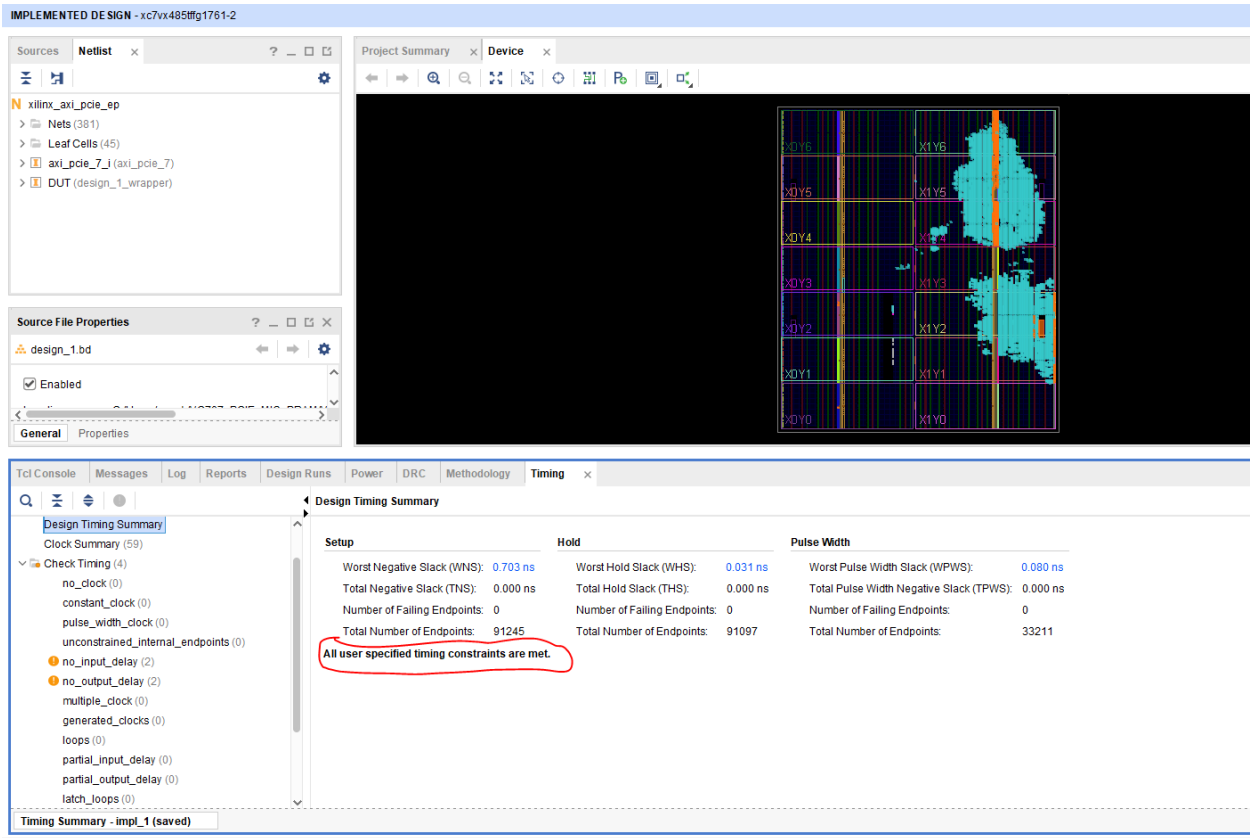 IMPLEMENTED DESIGN - xc7vx485tffg1761-2
Sources Netlist × ? _
Project Summary × Device ×
xilinx_axi_pcie_ep
Nets (381)
Leaf Cells (45)
axi_pcie_7_i (axi_pcie_7)
DUT (design_1_wrapper)
X0Y6 X1Y6
X0Y5 X1Y5
X0Y4
X0Y3 X1Y3
X0Y2 X1Y2
X0Y1 X1Y1
X0Y0 X1Y0
Source File Properties ? _ ×
design_1.bd
Enabled
General Properties
Tcl Console Messages Log Reports Design Runs Power DRC Methodology Timing ×
Design Timing Summary
Design Timing Summary
Clock Summary (59)
Check Timing (4)
no_clock (0)
constant_clock (0)
pulse_width_clock (0)
unconstrained_internal_endpoints (0)
no_input_delay (2)
no_output_delay (2)
multiple_clock (0)
generated_clocks (0)
loops (0)
partial_input_delay (0)
partial_output_delay (0)
latch_loops (0)
Setup Hold Pulse Width
Worst Negative Slack (WNS): 0.703 ns Worst Hold Slack (WHS): 0.031 ns Worst Pulse Width Slack (WPWS): 0.080 ns
Total Negative Slack (TNS): 0.000 ns Total Hold Slack (THS): 0.000 ns Total Pulse Width Negative Slack (TPWS): 0.000 ns
Number of Failing Endpoints: 0 Number of Failing Endpoints: 0 Number of Failing Endpoints: 0
Total Number of Endpoints: 91245 Total Number of Endpoints: 91097 Total Number of Endpoints: 33211
All user specified timing constraints are met.
Timing Summary - impl_1 (saved)